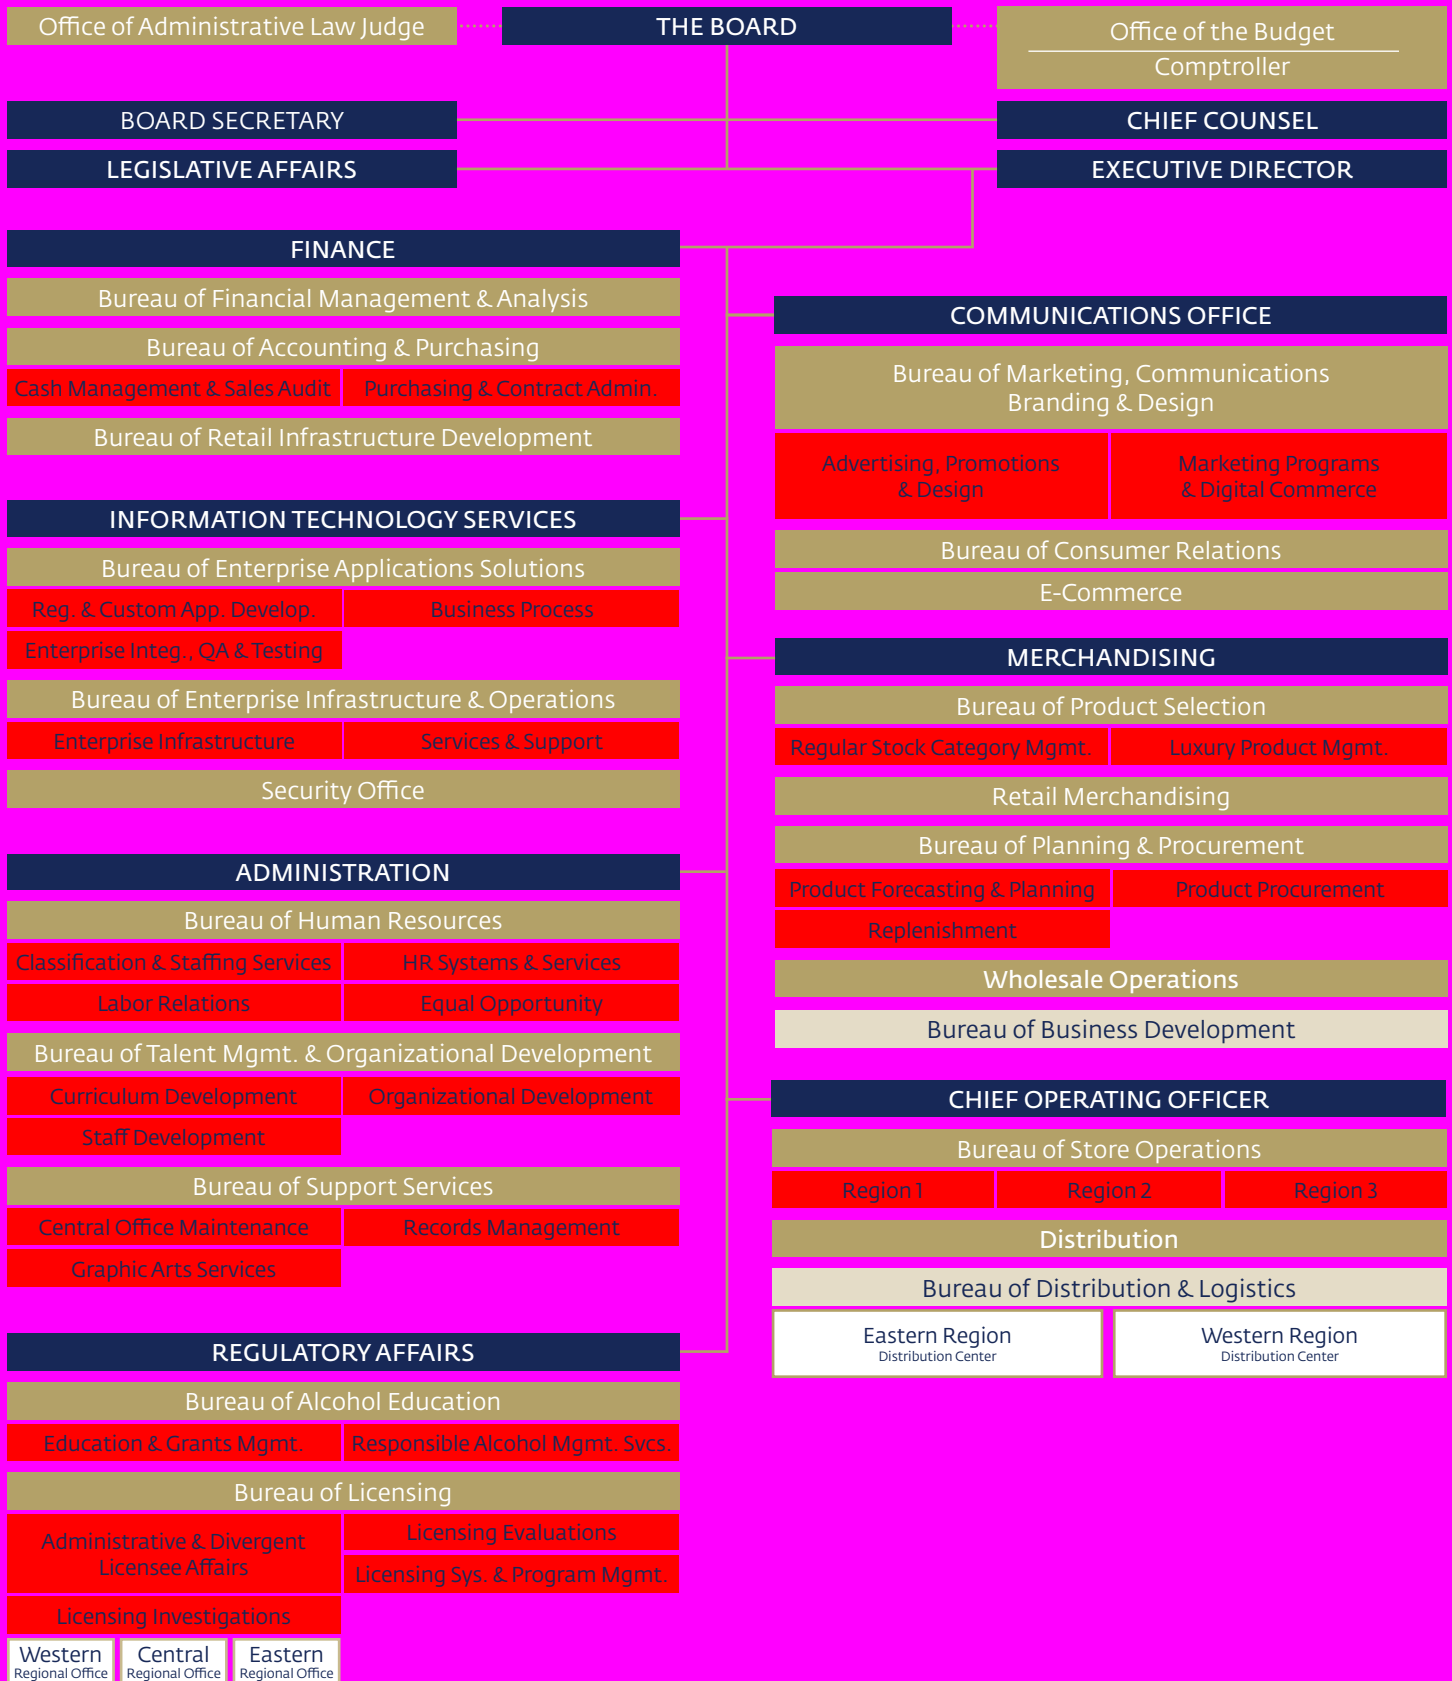 Office of Administrative Law Judge
THE BOARD
Office of the Budget
Comptroller
BOARD SECRETARY
CHIEF COUNSEL
LEGISLATIVE AFFAIRS
EXECUTIVE DIRECTOR
FINANCE
Bureau of Financial Management & Analysis
Bureau of Accounting & Purchasing
Cash Management & Sales Audit
Purchasing & Contract Admin.
Bureau of Retail Infrastructure Development
INFORMATION TECHNOLOGY SERVICES
Bureau of Enterprise Applications Solutions
Reg. & Custom App. Develop.
Business Process
Enterprise Integ., QA & Testing
Bureau of Enterprise Infrastructure & Operations
Enterprise Infrastructure
Services & Support
Security Office
ADMINISTRATION
Bureau of Human Resources
Classification & Staffing Services
HR Systems & Services
Labor Relations
Equal Opportunity
Bureau of Talent Mgmt. & Organizational Development
Curriculum Development
Organizational Development
Staff Development
Bureau of Support Services
Central Office Maintenance
Records Management
Graphic Arts Services
REGULATORY AFFAIRS
Bureau of Alcohol Education
Education & Grants Mgmt.
Responsible Alcohol Mgmt. Svcs.
Bureau of Licensing
Administrative & Divergent
Licensee Affairs
Licensing Evaluations
Licensing Sys. & Program Mgmt.
Licensing Investigations
Western
Regional Office
Central
Regional Office
Eastern
Regional Office
COMMUNICATIONS OFFICE
Bureau of Marketing, Communications
Branding & Design
Advertising, Promotions
& Design
Marketing Programs
& Digital Commerce
Bureau of Consumer Relations
E-Commerce
MERCHANDISING
Bureau of Product Selection
Regular Stock Category Mgmt.
Luxury Product Mgmt.
Retail Merchandising
Bureau of Planning & Procurement
Product Forecasting & Planning
Product Procurement
Replenishment
Wholesale Operations
Bureau of Business Development
CHIEF OPERATING OFFICER
Bureau of Store Operations
Region 1
Region 2
Region 3
Distribution
Bureau of Distribution & Logistics
Eastern Region
Distribution Center
Western Region
Distribution Center